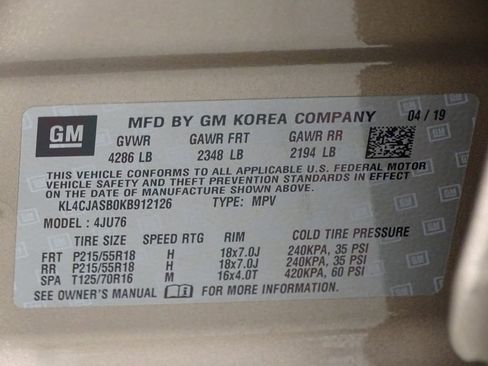 GM
MFD BY GM KOREA COMPANY 04/19
GVWR GAWR FRT GAWR RR
4286 LB 2348 LB 2194 LB
THIS VEHICLE CONFORMS TO ALL APPLICABLE U.S. FEDERAL MOTOR
VEHICLE SAFETY AND THEFT PREVENTION STANDARDS IN EFFECT
ON THE DATE OF MANUFACTURE SHOWN ABOVE.
KL4CJASB0KB912126 TYPE: MPV
MODEL : 4JU76
TIRE SIZE SPEED RTG RIM COLD TIRE PRESSURE
FRT P215/55R18 H 18x7.0J 240KPA, 35 PSI
RR P215/55R18 H 18x7.0J 240KPA, 35 PSI
SPA T125/70R16 M 16x4.0T 420KPA, 60 PSI
SEE OWNER'S MANUAL FOR MORE INFORMATION.